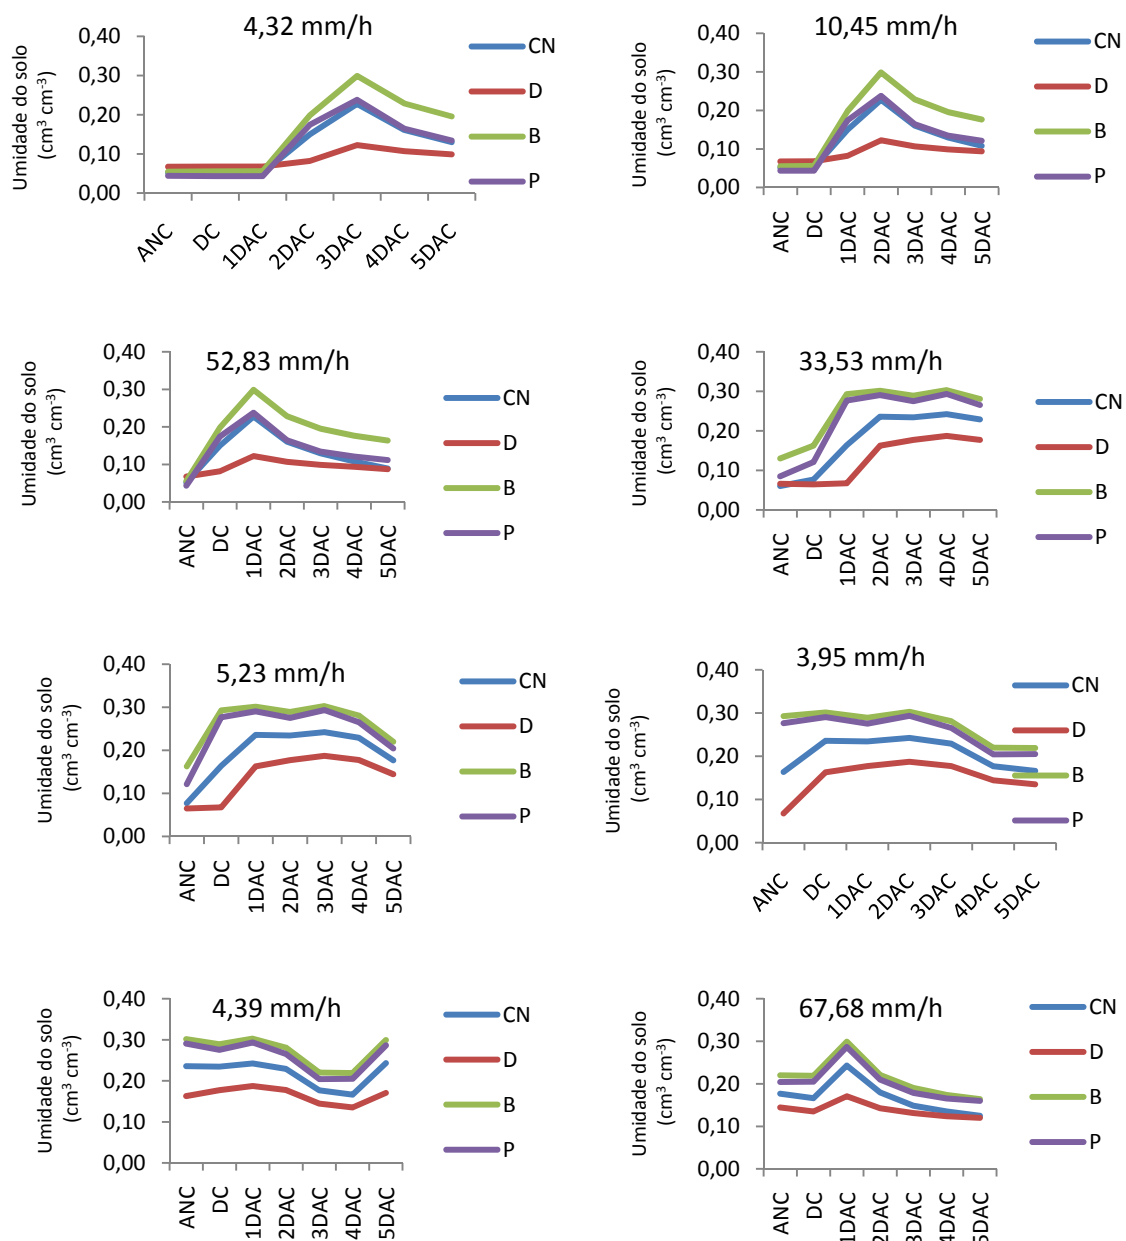 4,32 mm/h
Umidade do solo
(cm³ cm⁻³)
0,40
0,30
0,20
0,10
0,00
ANC
DC
1DAC
2DAC
3DAC
4DAC
5DAC
CN
D
B
P
10,45 mm/h
Umidade do solo
(cm³ cm⁻³)
0,40
0,30
0,20
0,10
0,00
ANC
DC
1DAC
2DAC
3DAC
4DAC
5DAC
CN
D
B
P
52,83 mm/h
Umidade do solo
(cm³ cm⁻³)
0,40
0,30
0,20
0,10
0,00
ANC
DC
1DAC
2DAC
3DAC
4DAC
5DAC
CN
D
B
P
33,53 mm/h
Umidade do solo
(cm³ cm⁻³)
0,40
0,30
0,20
0,10
0,00
ANC
DC
1DAC
2DAC
3DAC
4DAC
5DAC
CN
D
B
P
5,23 mm/h
Umidade do solo
(cm³ cm⁻³)
0,40
0,30
0,20
0,10
0,00
ANC
DC
1DAC
2DAC
3DAC
4DAC
5DAC
CN
D
B
P
3,95 mm/h
Umidade do solo
(cm³ cm⁻³)
0,40
0,30
0,20
0,10
0,00
ANC
DC
1DAC
2DAC
3DAC
4DAC
5DAC
CN
D
B
P
4,39 mm/h
Umidade do solo
(cm³ cm⁻³)
0,40
0,30
0,20
0,10
0,00
ANC
DC
1DAC
2DAC
3DAC
4DAC
5DAC
CN
D
B
P
67,68 mm/h
Umidade do solo
(cm³ cm⁻³)
0,40
0,30
0,20
0,10
0,00
ANC
DC
1DAC
2DAC
3DAC
4DAC
5DAC
CN
D
B
P